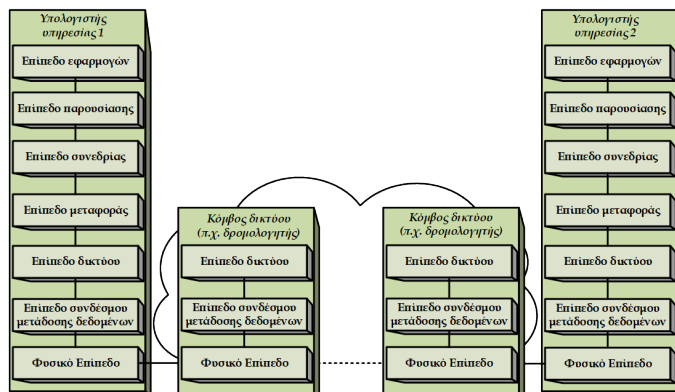 Υπολογιστής
υπηρεσίας 1
Επίπεδο εφαρμογών
Επίπεδο παρουσίασης
Επίπεδο συνεδρίας
Επίπεδο μεταφοράς
Επίπεδο δικτύου
Επίπεδο συνδέσμου
μετάδοσης δεδομένων
Φυσικό Επίπεδο
Κόμβος δικτύου
(π.χ. δρομολογητής)
Επίπεδο δικτύου
Επίπεδο συνδέσμου
μετάδοσης δεδομένων
Φυσικό Επίπεδο
Κόμβος δικτύου
(π.χ. δρομολογητής)
Επίπεδο δικτύου
Επίπεδο συνδέσμου
μετάδοσης δεδομένων
Φυσικό Επίπεδο
Υπολογιστής
υπηρεσίας 2
Επίπεδο εφαρμογών
Επίπεδο παρουσίασης
Επίπεδο συνεδρίας
Επίπεδο μεταφοράς
Επίπεδο δικτύου
Επίπεδο συνδέσμου
μετάδοσης δεδομένων
Φυσικό Επίπεδο